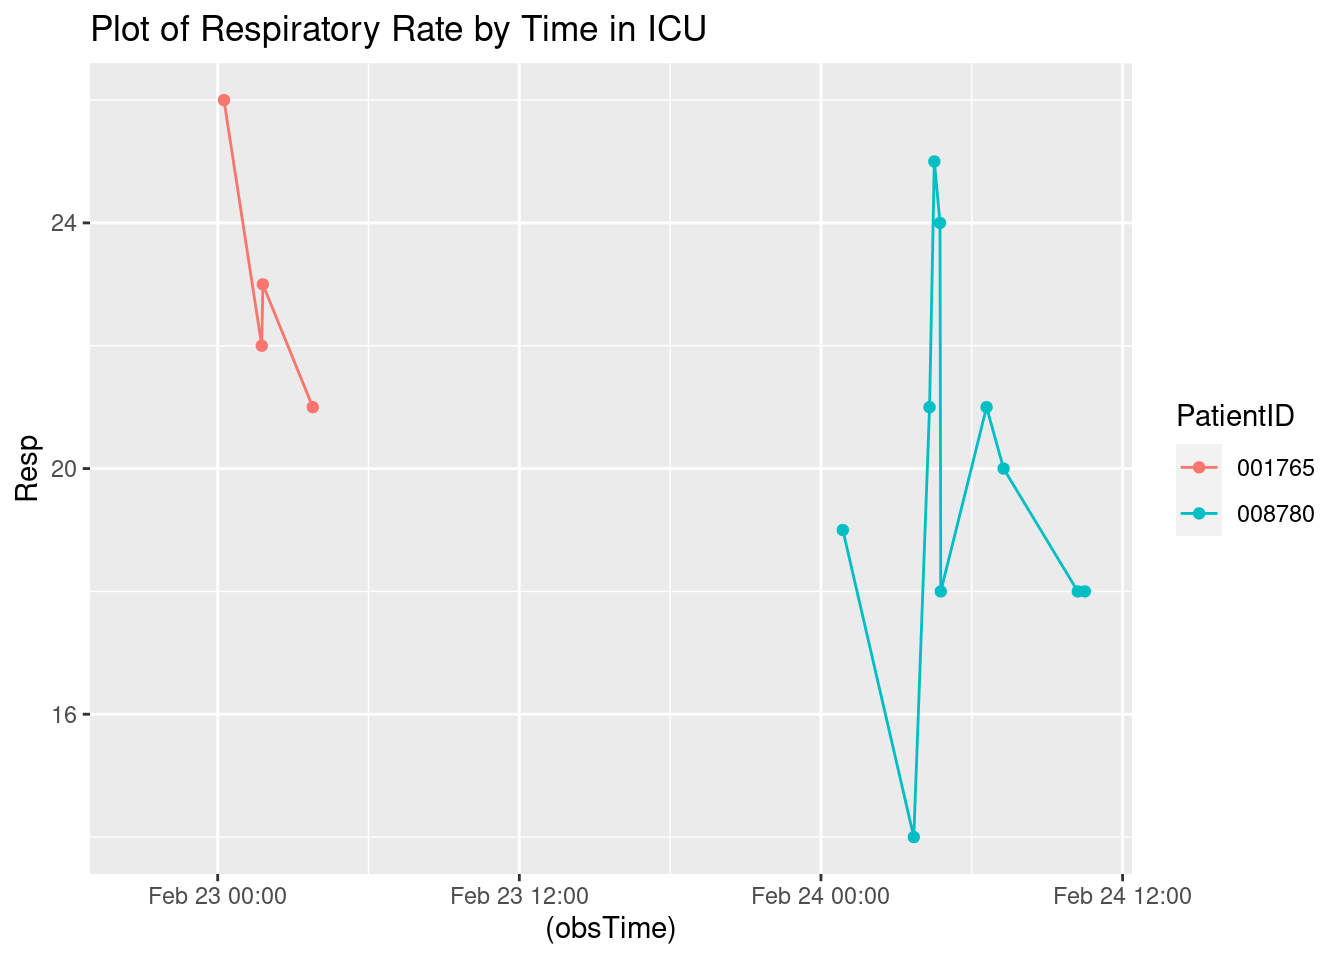 Plot of Respiratory Rate by Time in ICU
24
20
16
Resp
Feb 23 00:00
Feb 23 12:00
Feb 24 00:00
Feb 24 12:00
(obsTime)
PatientID
001765
008780